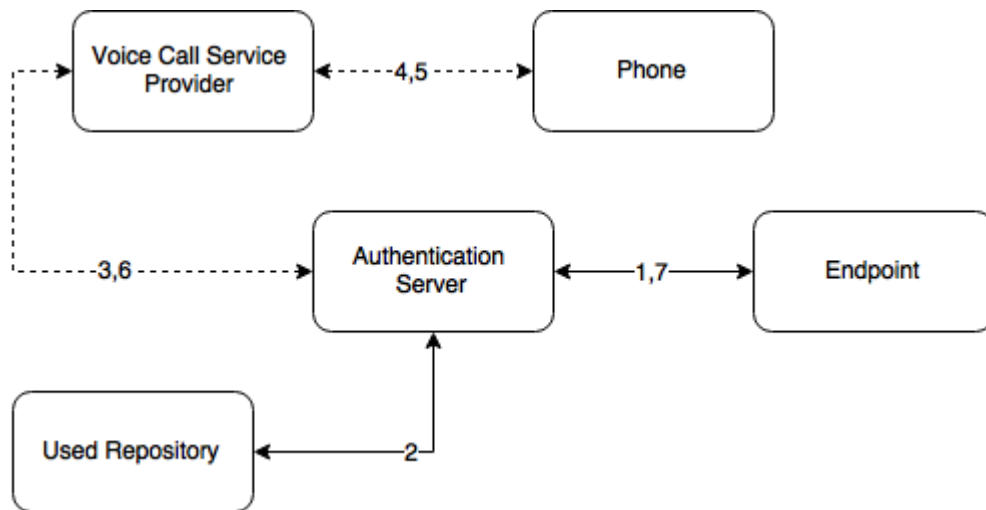 Voice Call Service
Provider
4,5
Phone
3,6
Authentication
Server
1,7
Endpoint
Used Repository
2